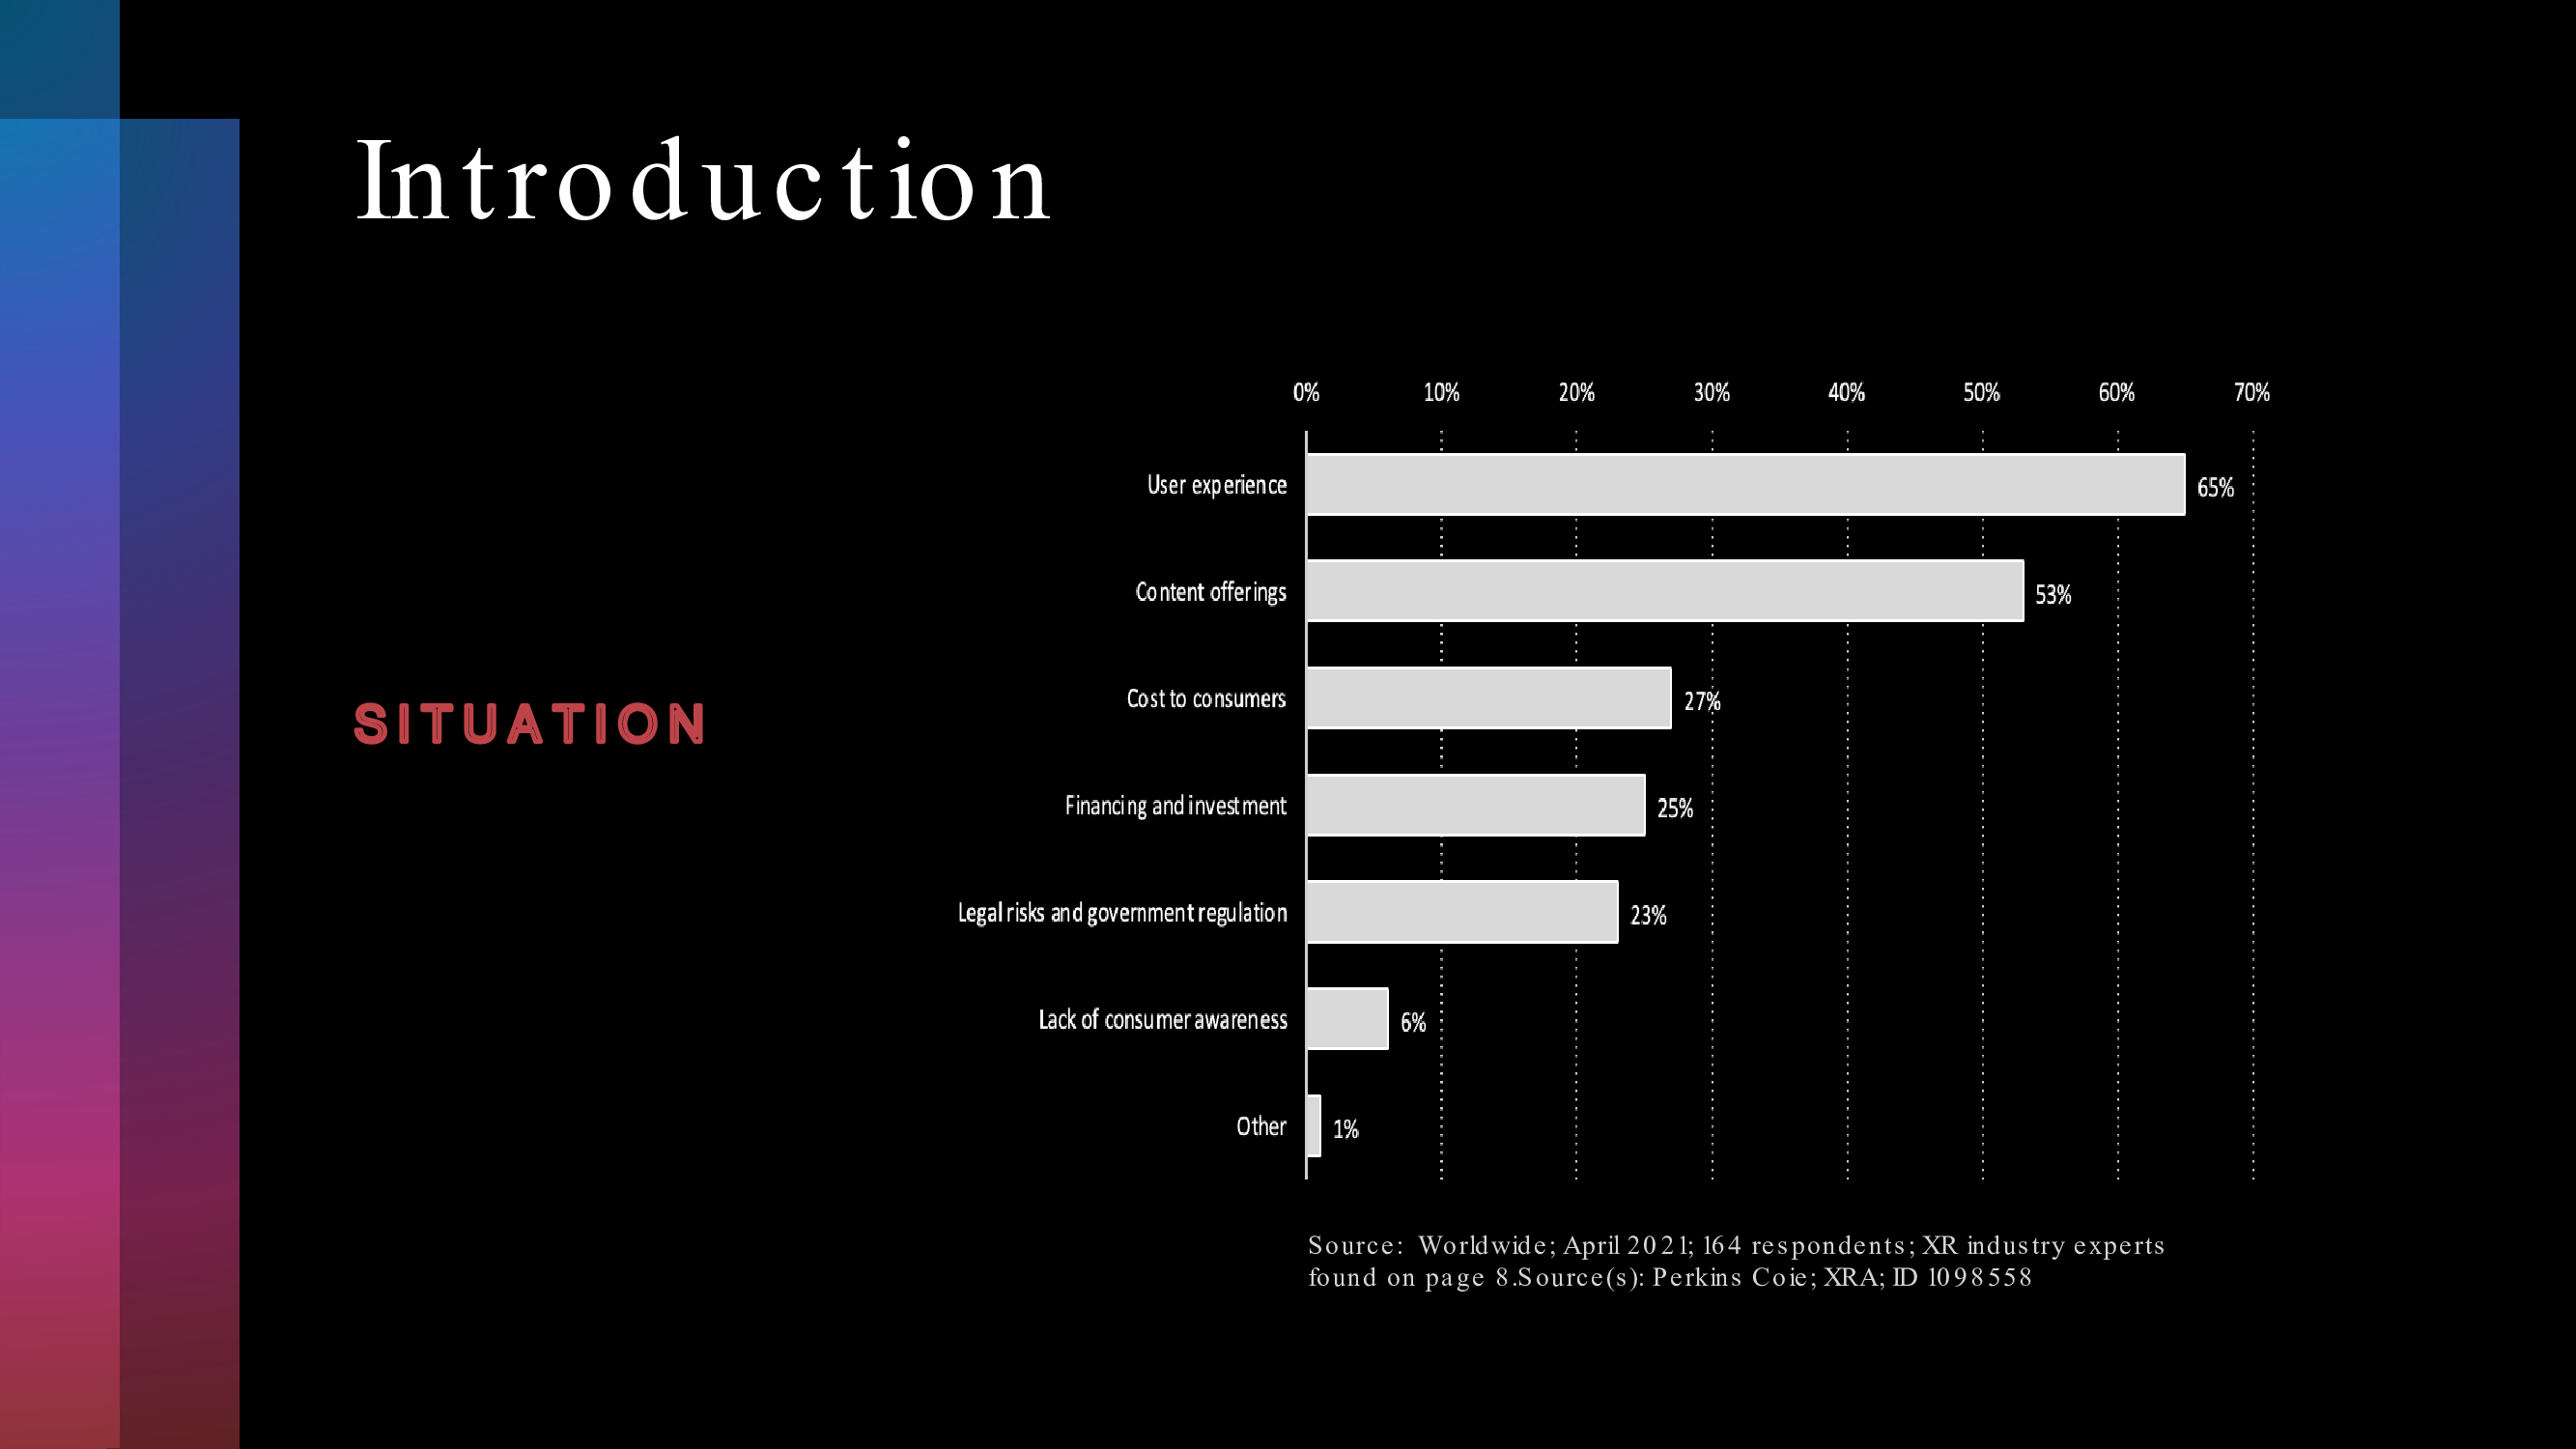 Introduction
SITUATION
0% 10% 20% 30% 40% 50% 60% 70%
User experience 65%
Content offerings 53%
Cost to consumers 27%
Financing and investment 25%
Legal risks and government regulation 23%
Lack of consumer awareness 6%
Other 1%
Source: Worldwide; April 2021; 164 respondents; XR industry experts
found on page 8.Source(s): Perkins Coie; XRA; ID 1098558